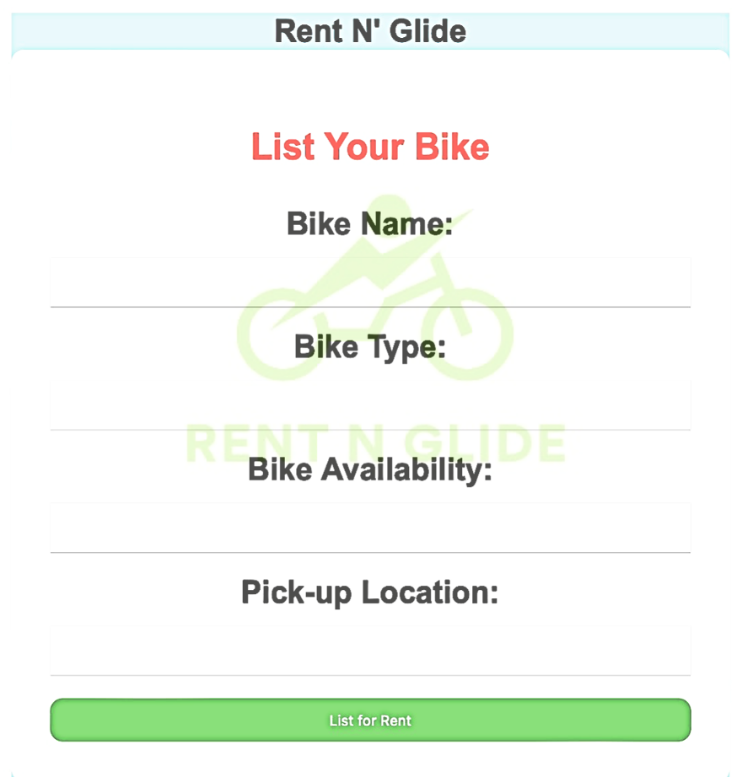 Rent N' Glide
List Your Bike
Bike Name:
Bike Type:
RENT N GLIDE
Bike Availability:
Pick-up Location:
List for Rent